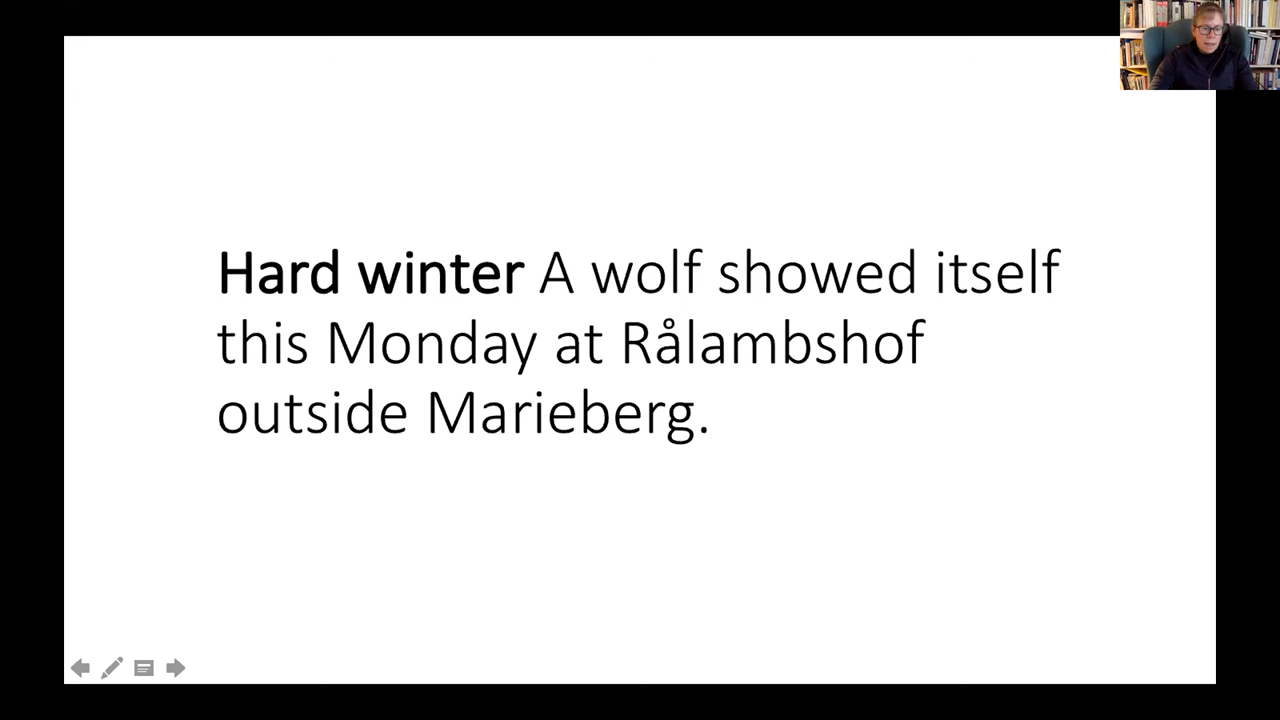 Hard winter A wolf showed itself
this Monday at Rålambshof
outside Marieberg.